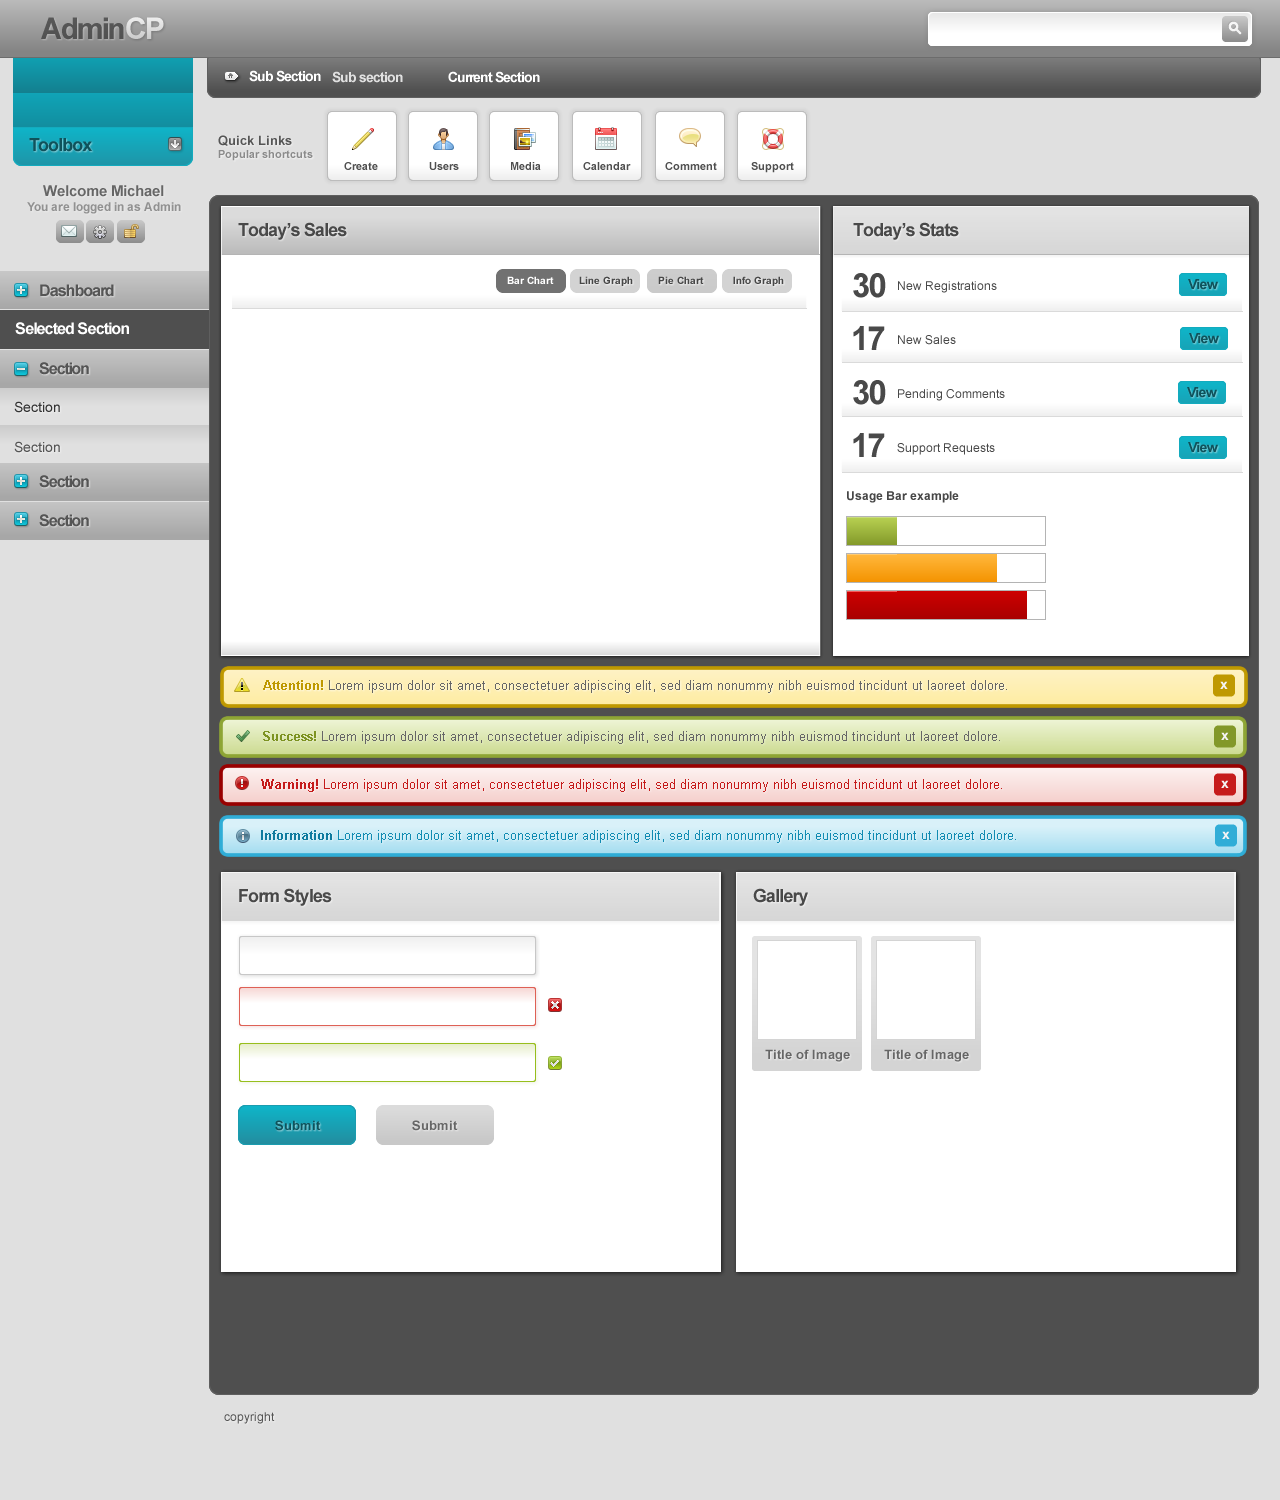 AdminCP
Sub Section Sub section Current Section
Toolbox
Quick Links
Popular shortcuts
Create
Users
Media
Calendar
Comment
Support
Welcome Michael
You are logged in as Admin
Dashboard
Selected Section
Section
Section
Section
Section
Section
Today's Sales
Bar Chart
Line Graph
Pie Chart
Info Graph
Today's Stats
30 New Registrations View
17 New Sales View
30 Pending Comments View
17 Support Requests View
Usage Bar example
Attention! Lorem ipsum dolor sit amet, consectetuer adipiscing elit, sed diam nonummy nibh euismod tincidunt ut laoreet dolore. x
Success! Lorem ipsum dolor sit amet, consectetuer adipiscing elit, sed diam nonummy nibh euismod tincidunt ut laoreet dolore. x
Warning! Lorem ipsum dolor sit amet, consectetuer adipiscing elit, sed diam nonummy nibh euismod tincidunt ut laoreet dolore. x
Information Lorem ipsum dolor sit amet, consectetuer adipiscing elit, sed diam nonummy nibh euismod tincidunt ut laoreet dolore. x
Form Styles
Submit
Submit
Gallery
Title of Image
Title of Image
copyright